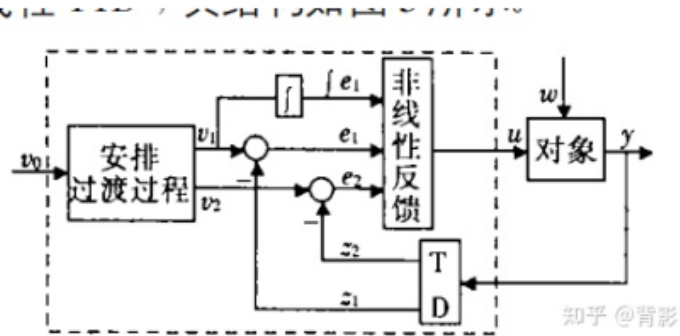 ∫ e₁
v₁
e₁
v₀
安排
过渡过程
v₂
e₂
∫
非线性反馈
u
w
对象
y
z₂
z₁
T
D
知乎 @背影